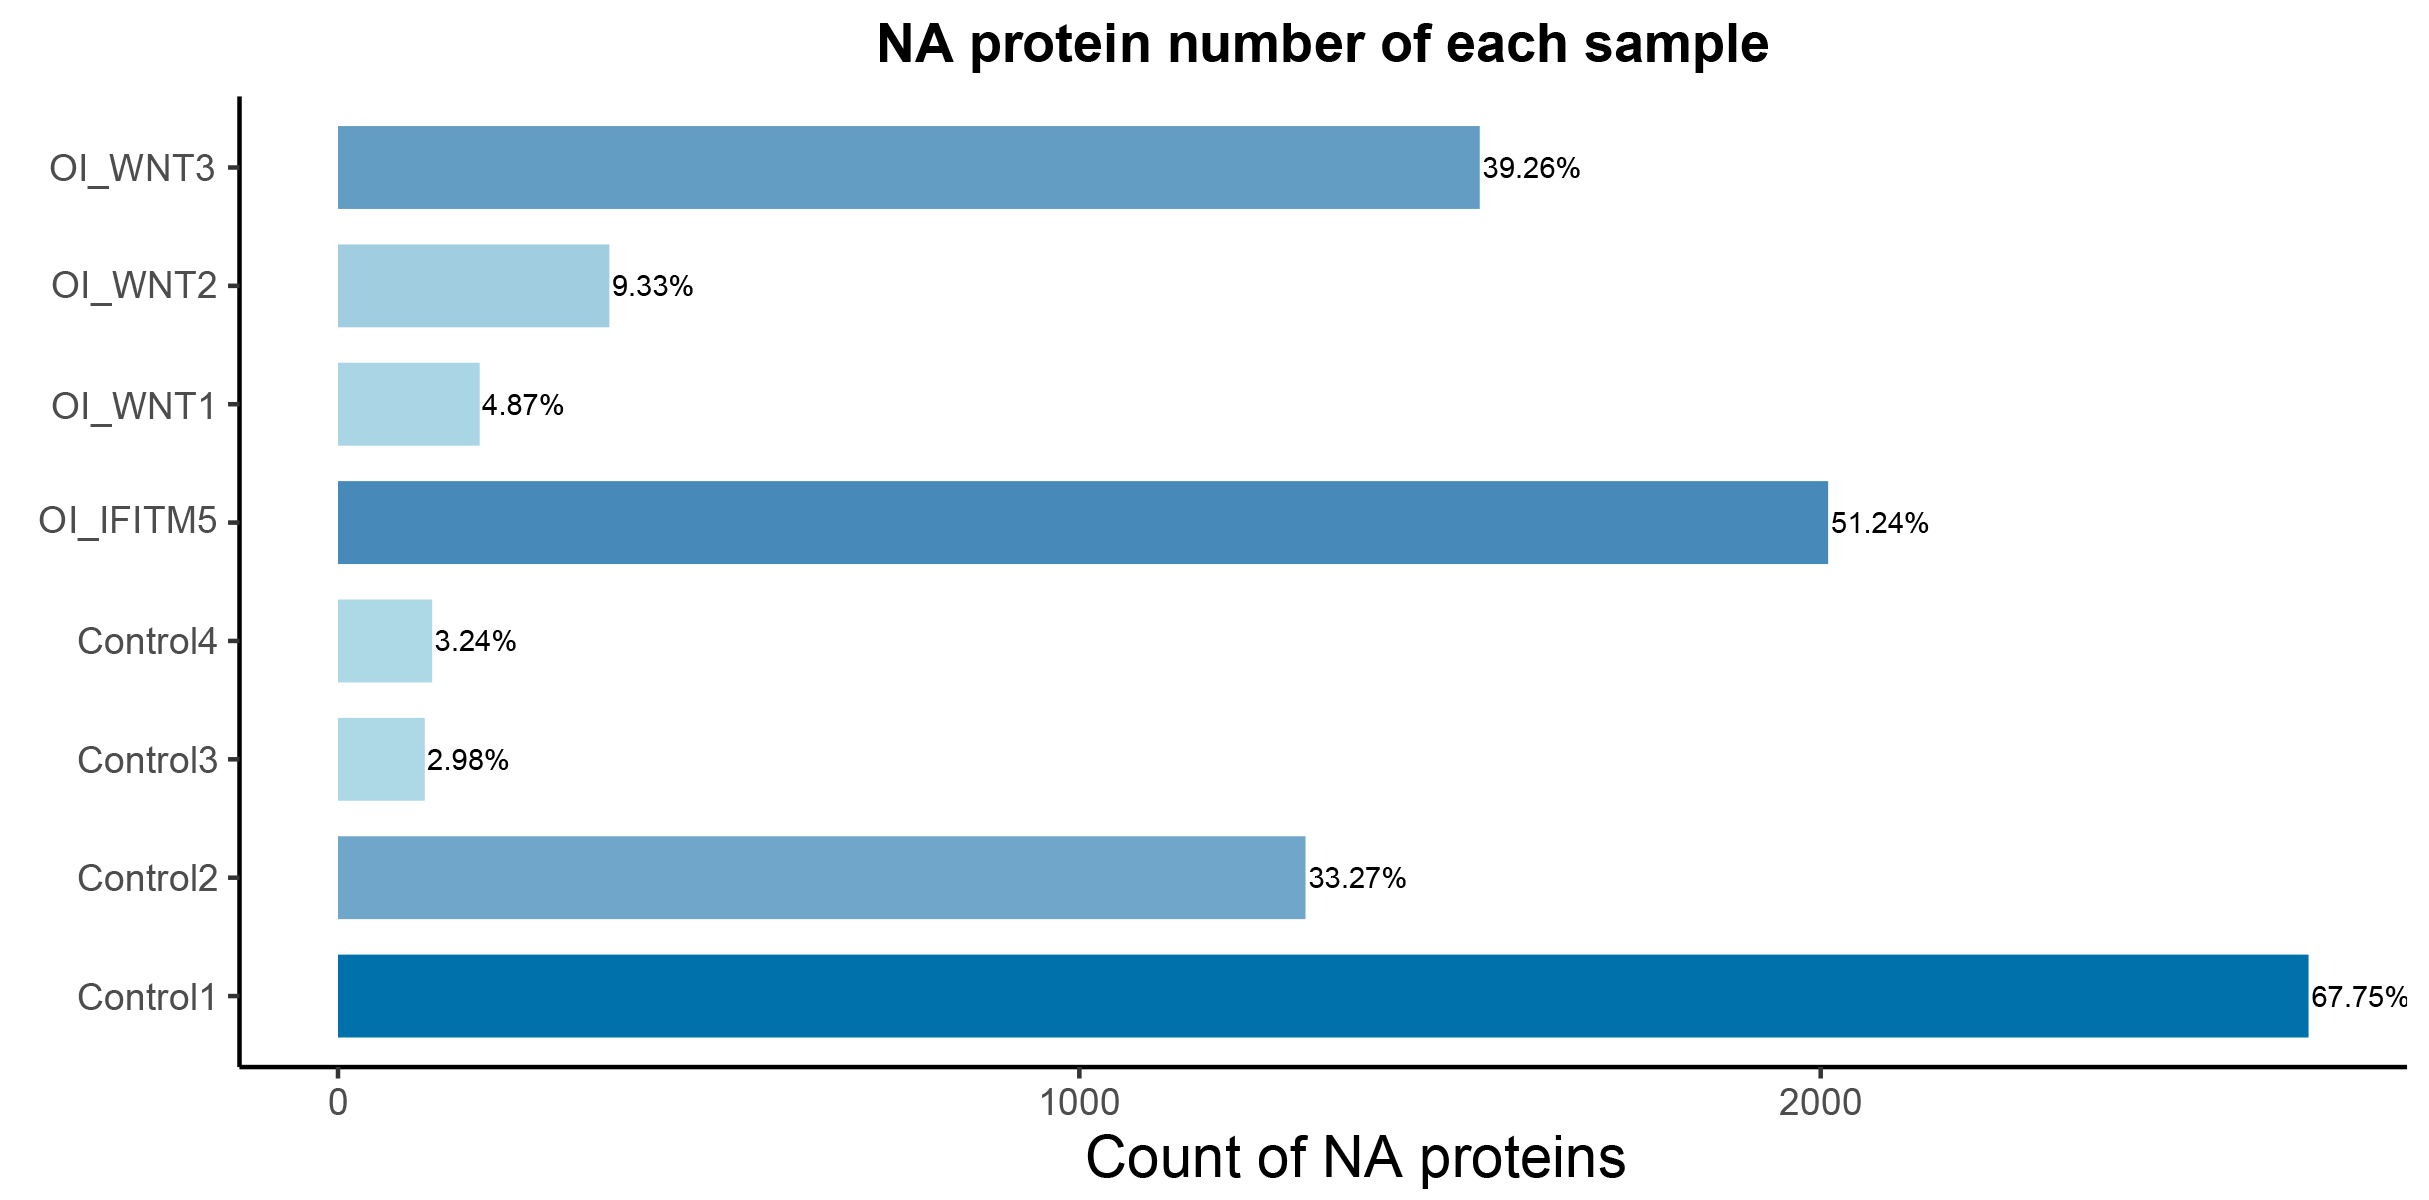 NA protein number of each sample
OI_WNT3
39.26%
OI_WNT2
9.33%
OI_WNT1
4.87%
OI_IFITM5
51.24%
Control4
3.24%
Control3
2.98%
Control2
33.27%
Control1
67.75%
0
1000
2000
Count of NA proteins